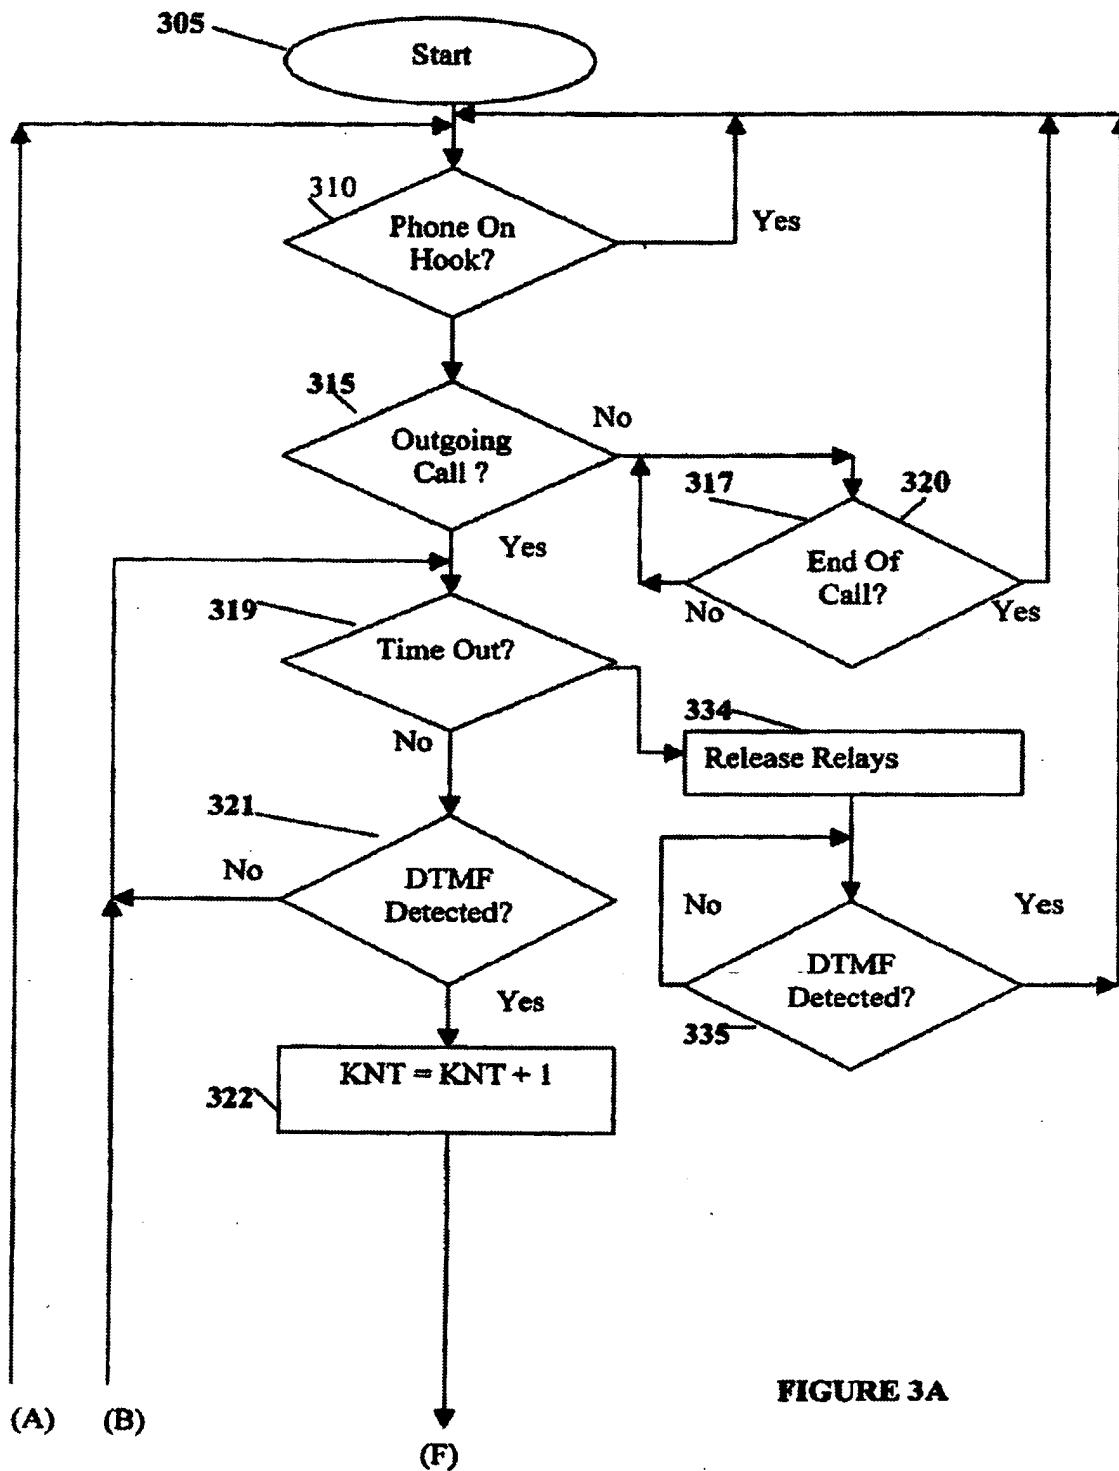 305
Start
310
Phone On
Hook?
Yes
315
Outgoing
Call ?
No
317
320
Yes
End Of
Call?
No
Yes
319
Time Out?
No
334
Release Relays
321
No
DTMF
Detected?
No
Yes
DTMF
Detected?
Yes
335
322
KNT = KNT + 1
FIGURE 3A
(A)
(B)
(F)